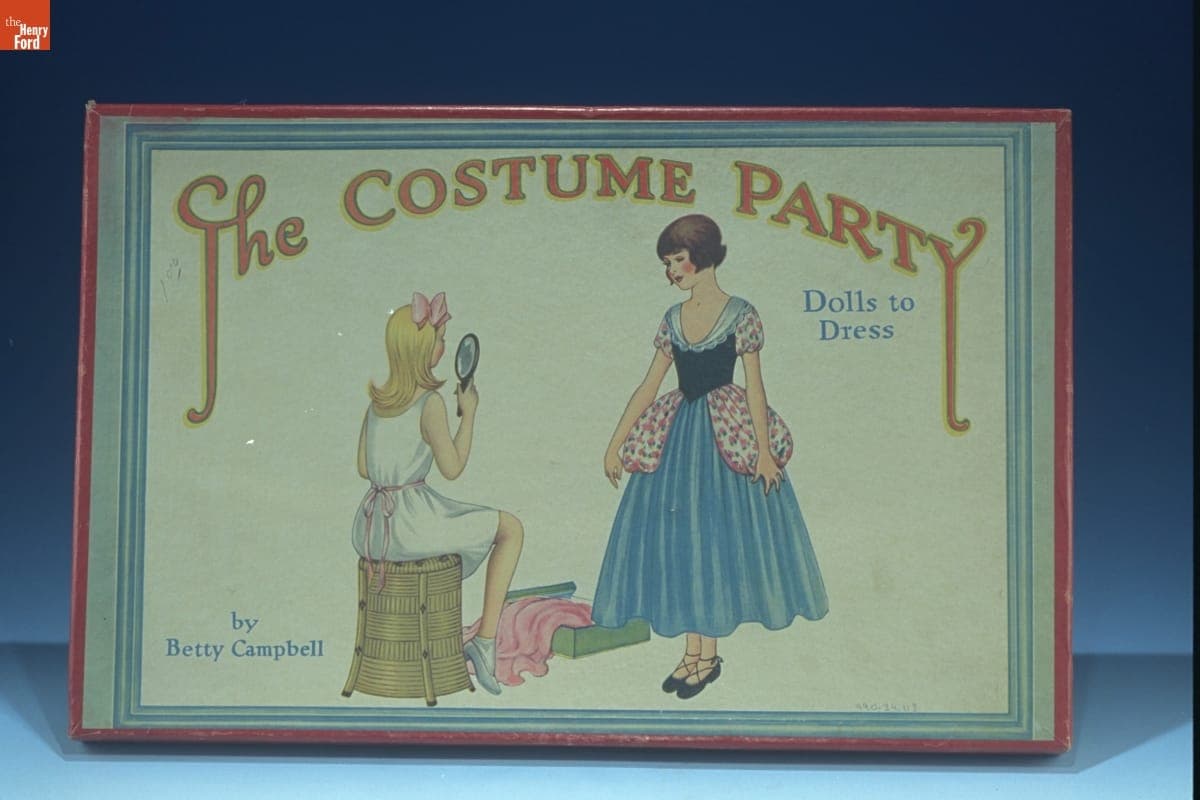 the
Henry
Ford
The COSTUME PARTY
Dolls to
Dress
by
Betty Campbell